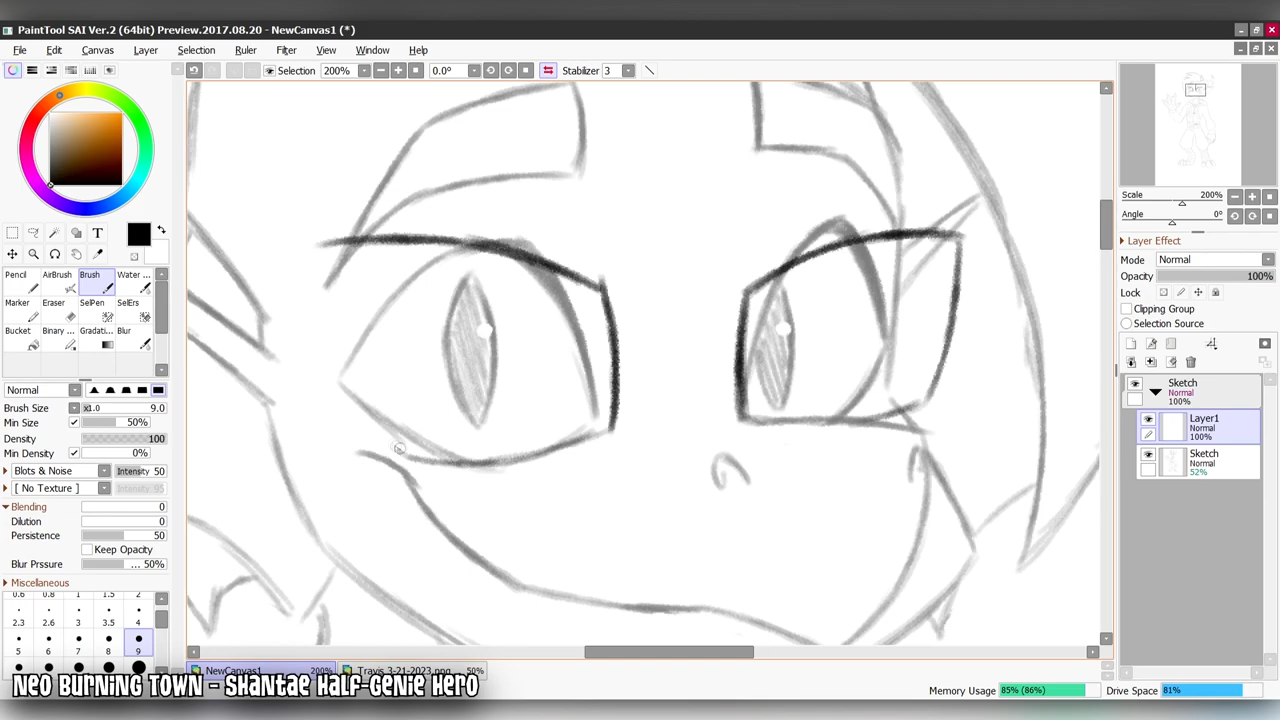 PaintTool SAI Ver.2 (64bit) Preview.2017.08.20 - NewCanvas1 (*)
File Edit Canvas Layer Selection Ruler Filter View Window Help
Selection 200% 0.0° Stabilizer 3
Scale 200%
Angle 0°
Layer Effect
Mode Normal
Opacity 100%
Lock
Clipping Group
Selection Source
Sketch
Normal
100%
Layer1
Normal
100%
Sketch
Normal
52%
T
Pencil AirBrush Brush Water ...
Marker Eraser SelPen SelErs
Bucket Binary ... Gradati... Blur
Normal
Brush Size x1.0 9.0
Min Size 50%
Density 100
Min Density 0%
Blots & Noise Intensity 50
[ No Texture ] Intensity 95
Blending 0
Dilution 0
Persistence 50
Keep Opacity
Blur Prssure ... 50%
Miscellaneous
0.6 0.8 1 1.5 2
2.3 2.6 3 3.5 4
5 6 7 8 9
NewCanvas1 200% Travis 3-21-2023.png 50%
Neo Burning Town - Shantae Half-Genie Hero
Memory Usage 85% (86%) Drive Space 81%